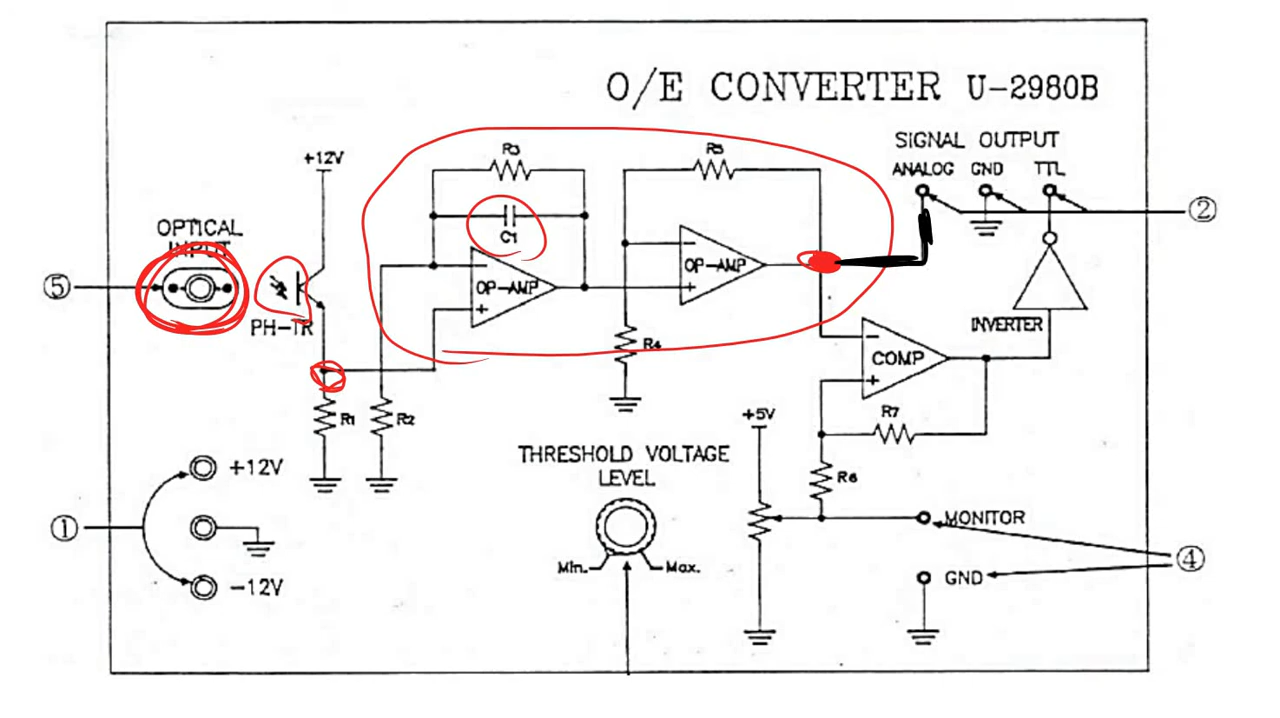 O/E CONVERTER U-2980B
SIGNAL OUTPUT
ANALOG GND TTL
②
+12V
R3
R5
C1
OPTICAL
INPUT
⑤
PH-TR
OP-AMP
OP-AMP
INVERTER
R4
COMP
R1
R2
+5V
R7
THRESHOLD VOLTAGE
LEVEL
R6
+12V
①
-12V
MONITOR
④
Min.
Max.
GND